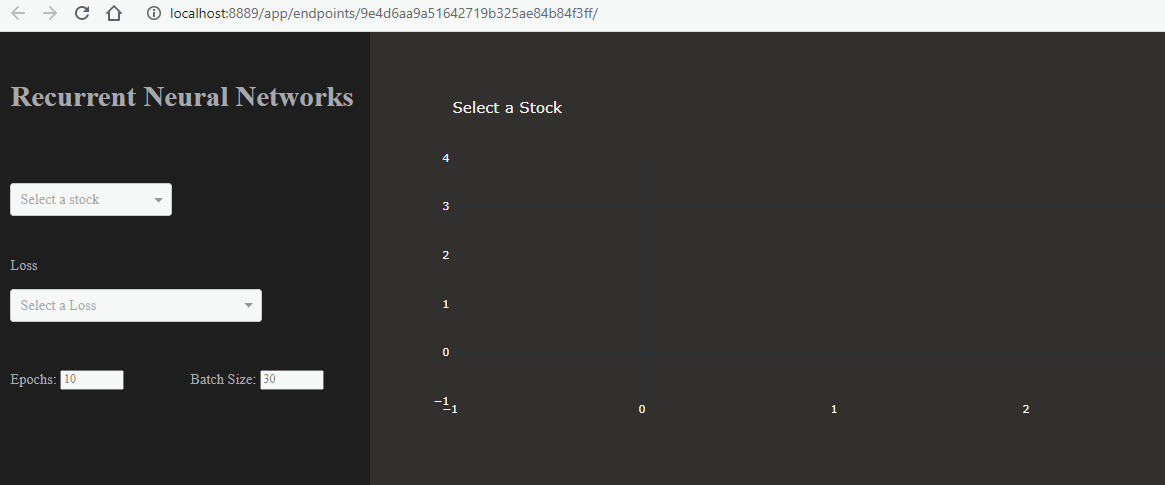 localhost:8889/app/endpoints/9e4d6aa9a51642719b325ae84b84f3ff/
Recurrent Neural Networks
Select a stock
Loss
Select a Loss
Epochs: 10 Batch Size: 30
Select a Stock
4
3
2
1
0
−1
−1 0 1 2